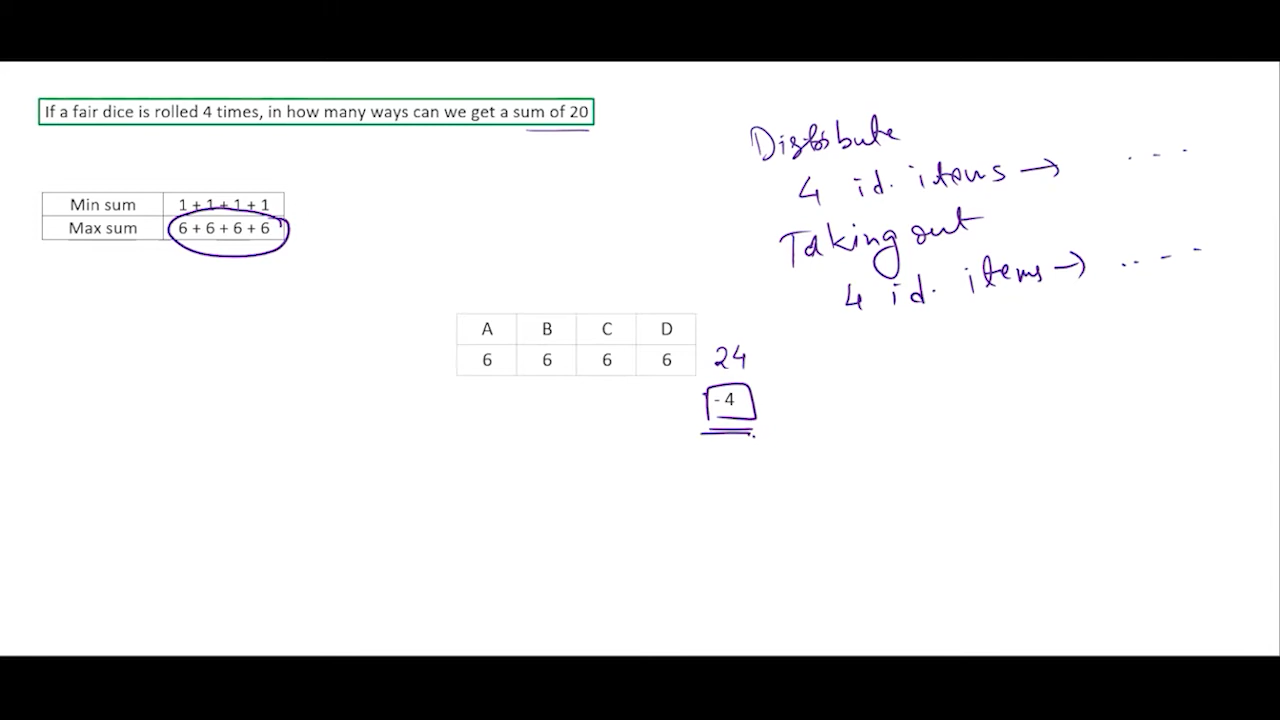 If a fair dice is rolled 4 times, in how many ways can we get a sum of 20
Distribute
4 id. items → ...
Taking out
4 id. items → ....
Min sum 1 + 1 + 1 + 1
Max sum 6 + 6 + 6 + 6
A B C D
6 6 6 6 24
- 4